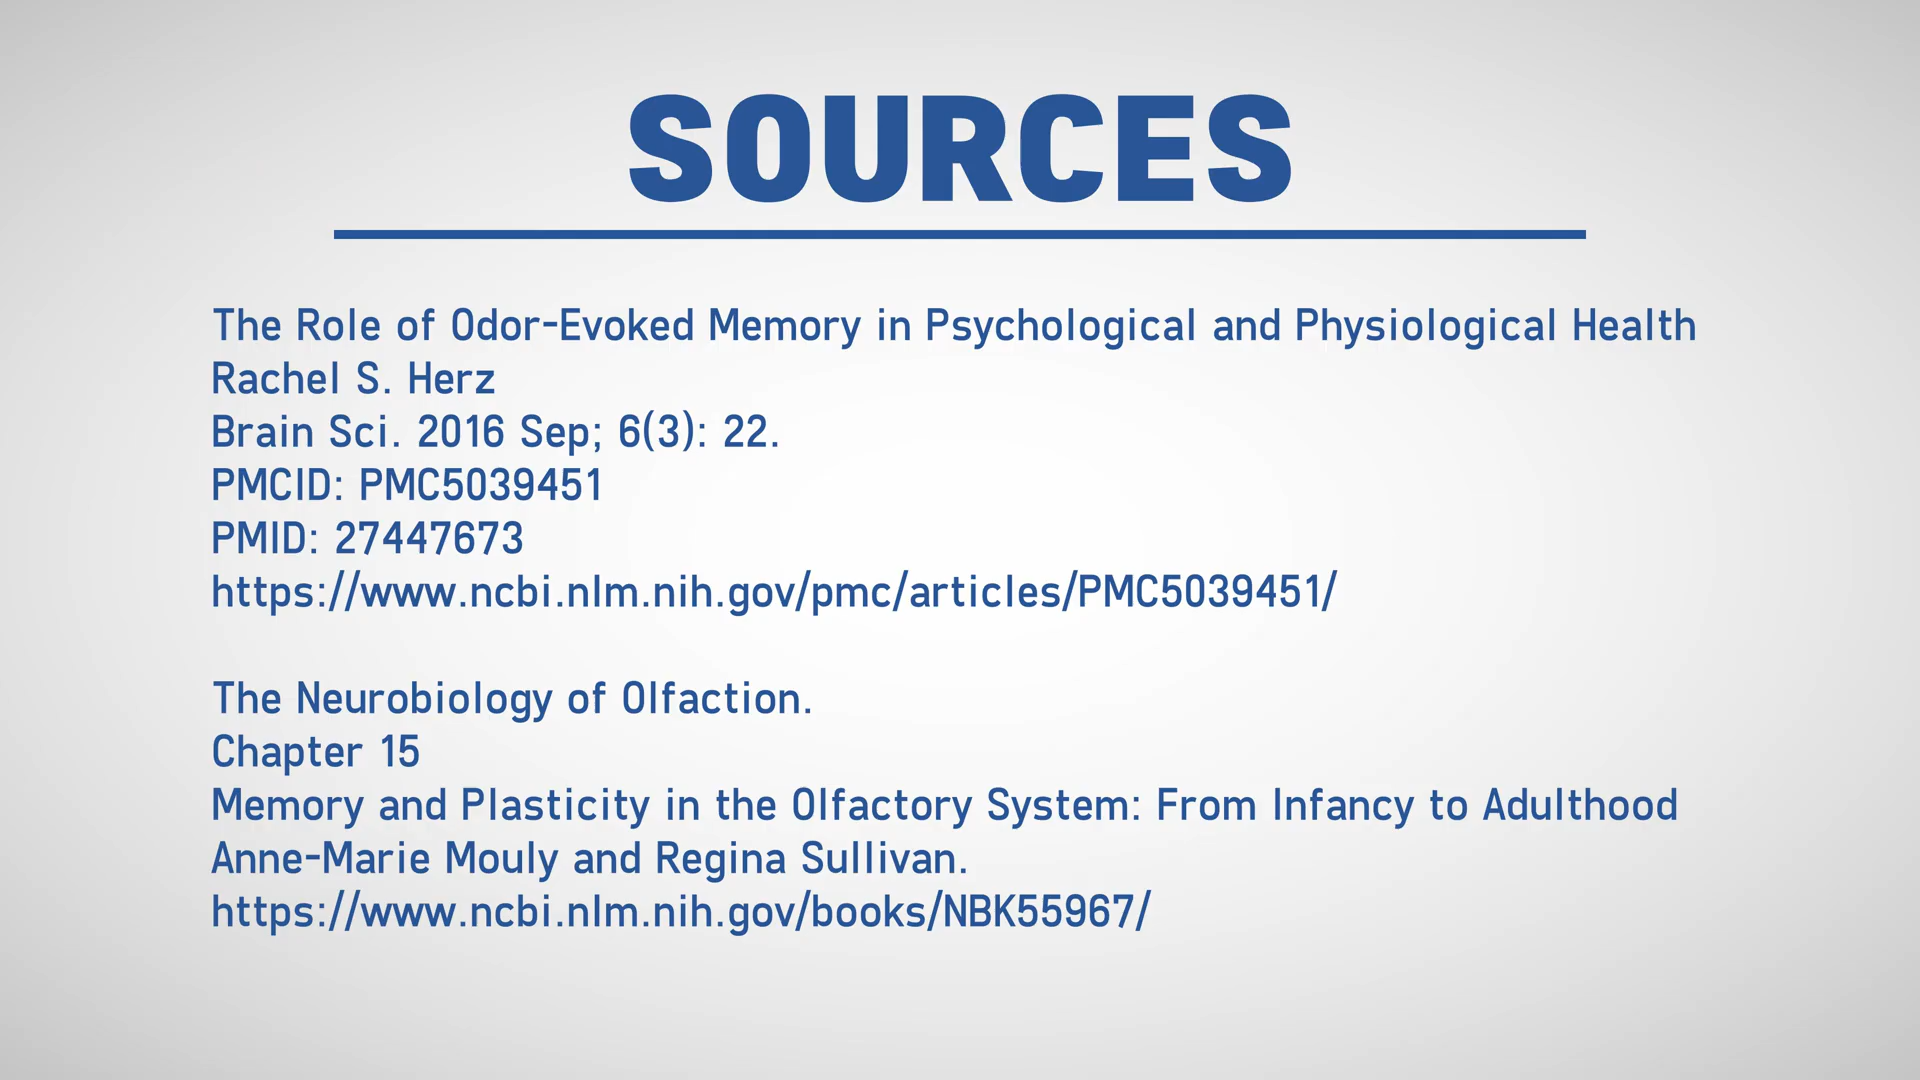 SOURCES
The Role of Odor-Evoked Memory in Psychological and Physiological Health
Rachel S. Herz
Brain Sci. 2016 Sep; 6(3): 22.
PMCID: PMC5039451
PMID: 27447673
https://www.ncbi.nlm.nih.gov/pmc/articles/PMC5039451/
The Neurobiology of Olfaction.
Chapter 15
Memory and Plasticity in the Olfactory System: From Infancy to Adulthood
Anne-Marie Mouly and Regina Sullivan.
https://www.ncbi.nlm.nih.gov/books/NBK55967/